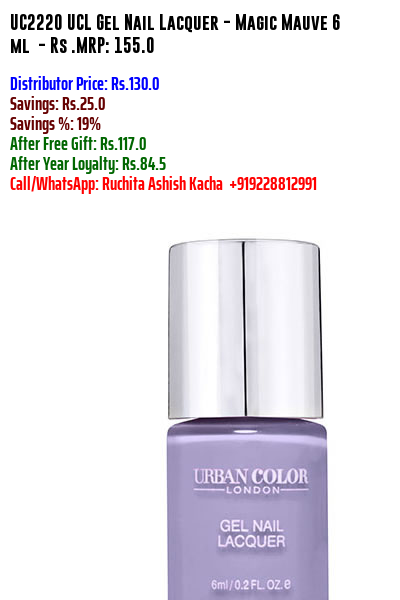 UC2220 UCL Gel Nail Lacquer - Magic Mauve 6
ml - Rs .MRP: 155.0
Distributor Price: Rs.130.0
Savings: Rs.25.0
Savings %: 19%
After Free Gift: Rs.117.0
After Year Loyalty: Rs.84.5
Call/WhatsApp: Ruchita Ashish Kacha +919228812991
URBAN COLOR
LONDON
GEL NAIL
LACQUER
6ml/0.2 FL. OZ. e